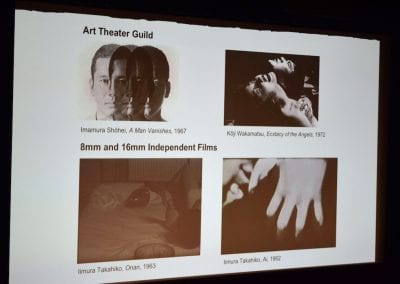 Art Theater Guild
Imamura Shōhei, A Man Vanishes, 1967
Kōji Wakamatsu, Ecstasy of the Angels, 1972
8mm and 16mm Independent Films
Iimura Takahiko, Onan, 1963
Iimura Takahiko, Ai, 1962